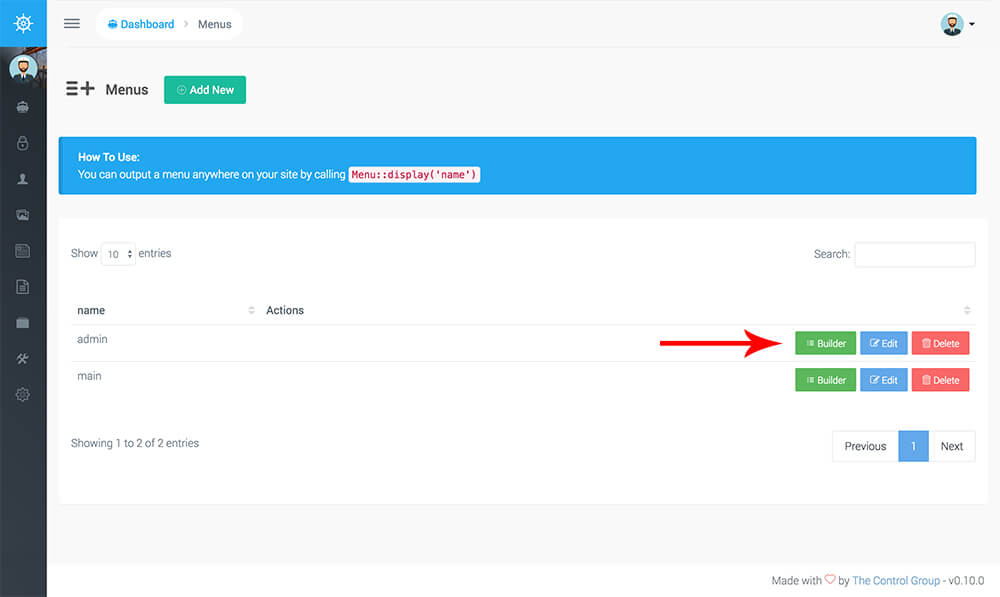 Dashboard > Menus
Menus
Add New
How To Use:
You can output a menu anywhere on your site by calling Menu::display('name')
Show 10 entries
Search:
name Actions
admin Builder Edit Delete
main Builder Edit Delete
Showing 1 to 2 of 2 entries
Previous 1 Next
Made with ♡ by The Control Group - v0.10.0